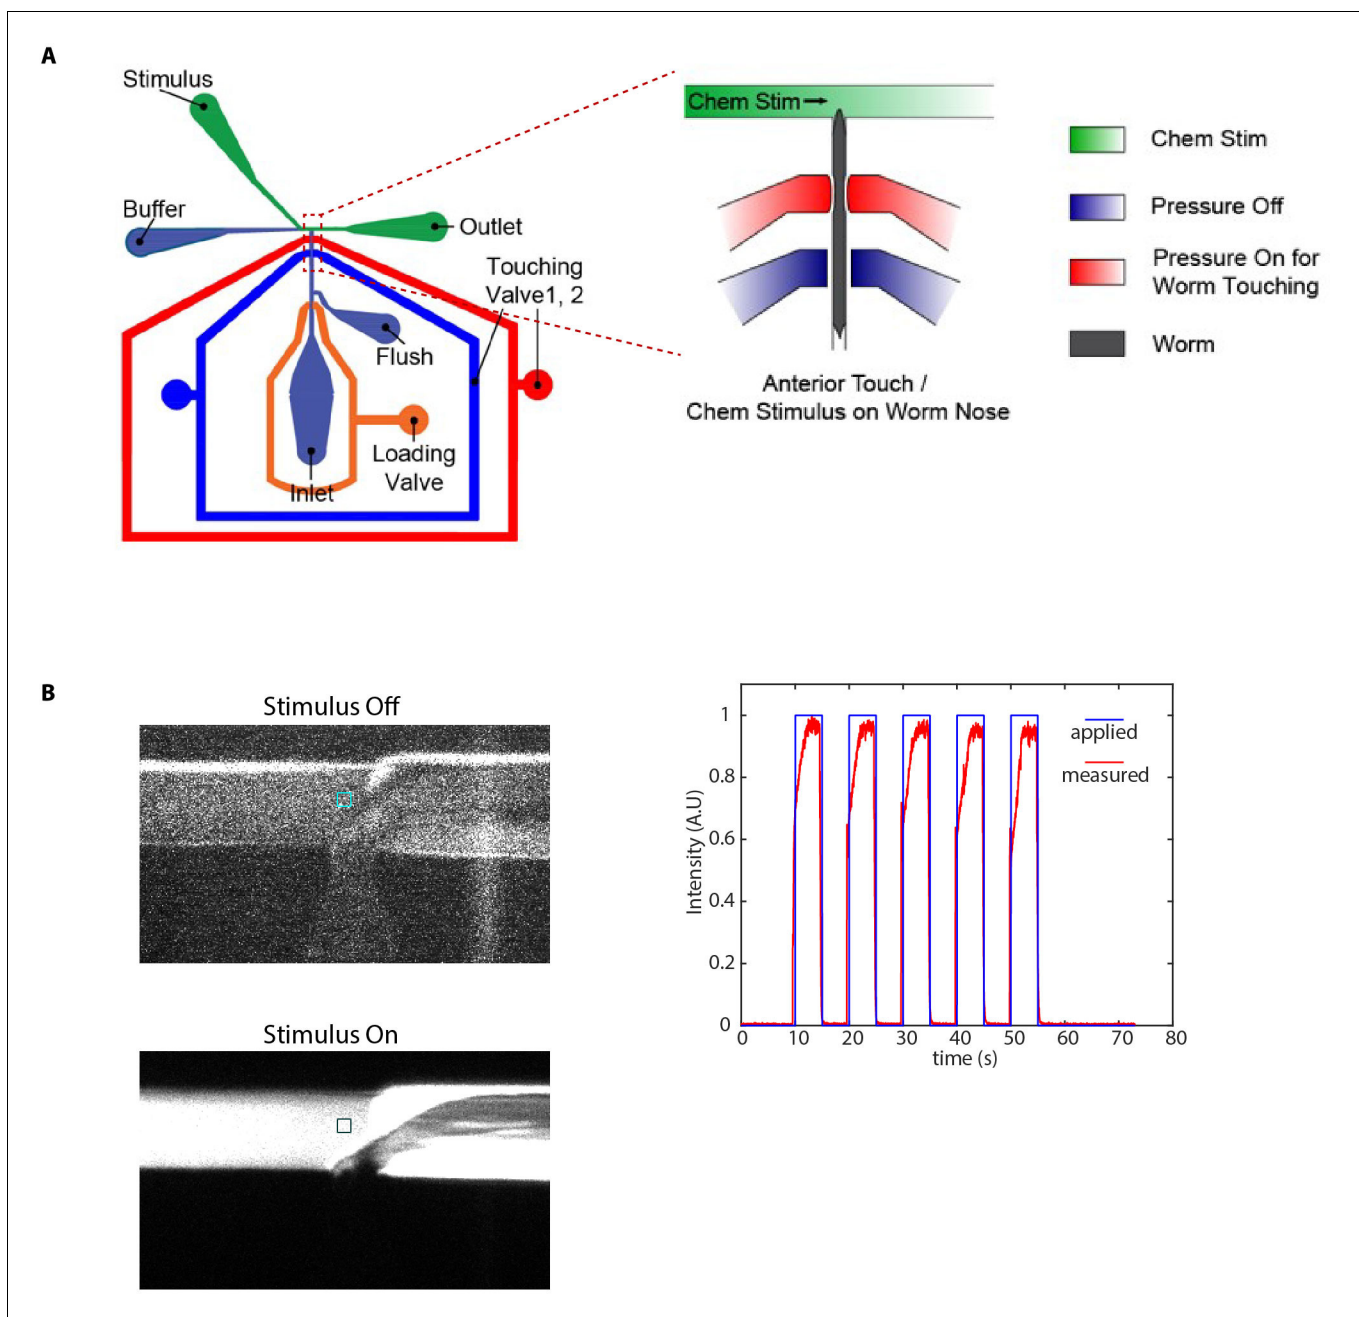 A
Stimulus
Buffer
Outlet
Touching
Valve1, 2
Flush
Loading
Valve
Inlet
Chem Stim
Anterior Touch /
Chem Stimulus on Worm Nose
Chem Stim
Pressure Off
Pressure On for
Worm Touching
Worm
B
Stimulus Off
Stimulus On
Intensity (A.U)
1
0.8
0.6
0.4
0.2
0
applied
measured
0 10 20 30 40 50 60 70 80
time (s)